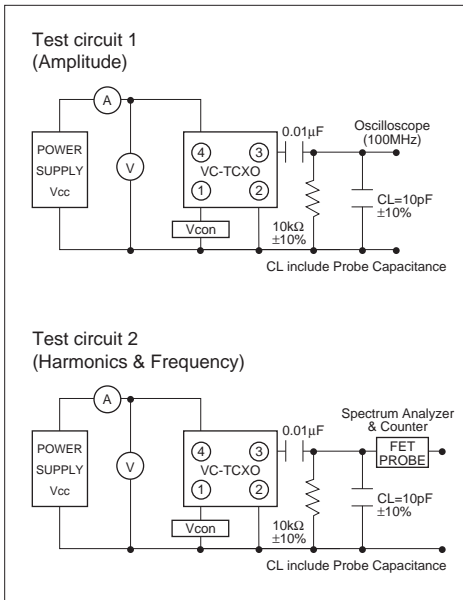 Test circuit 1
(Amplitude)
A
POWER
SUPPLY
Vcc
V
4
3
VC-TCXO
1
2
Vcon
0.01μF
Oscilloscope
(100MHz)
10kΩ
±10%
CL=10pF
±10%
CL include Probe Capacitance
Test circuit 2
(Harmonics & Frequency)
A
POWER
SUPPLY
Vcc
V
4
3
VC-TCXO
1
2
Vcon
0.01μF
Spectrum Analyzer
& Counter
FET
PROBE
10kΩ
±10%
CL=10pF
±10%
CL include Probe Capacitance